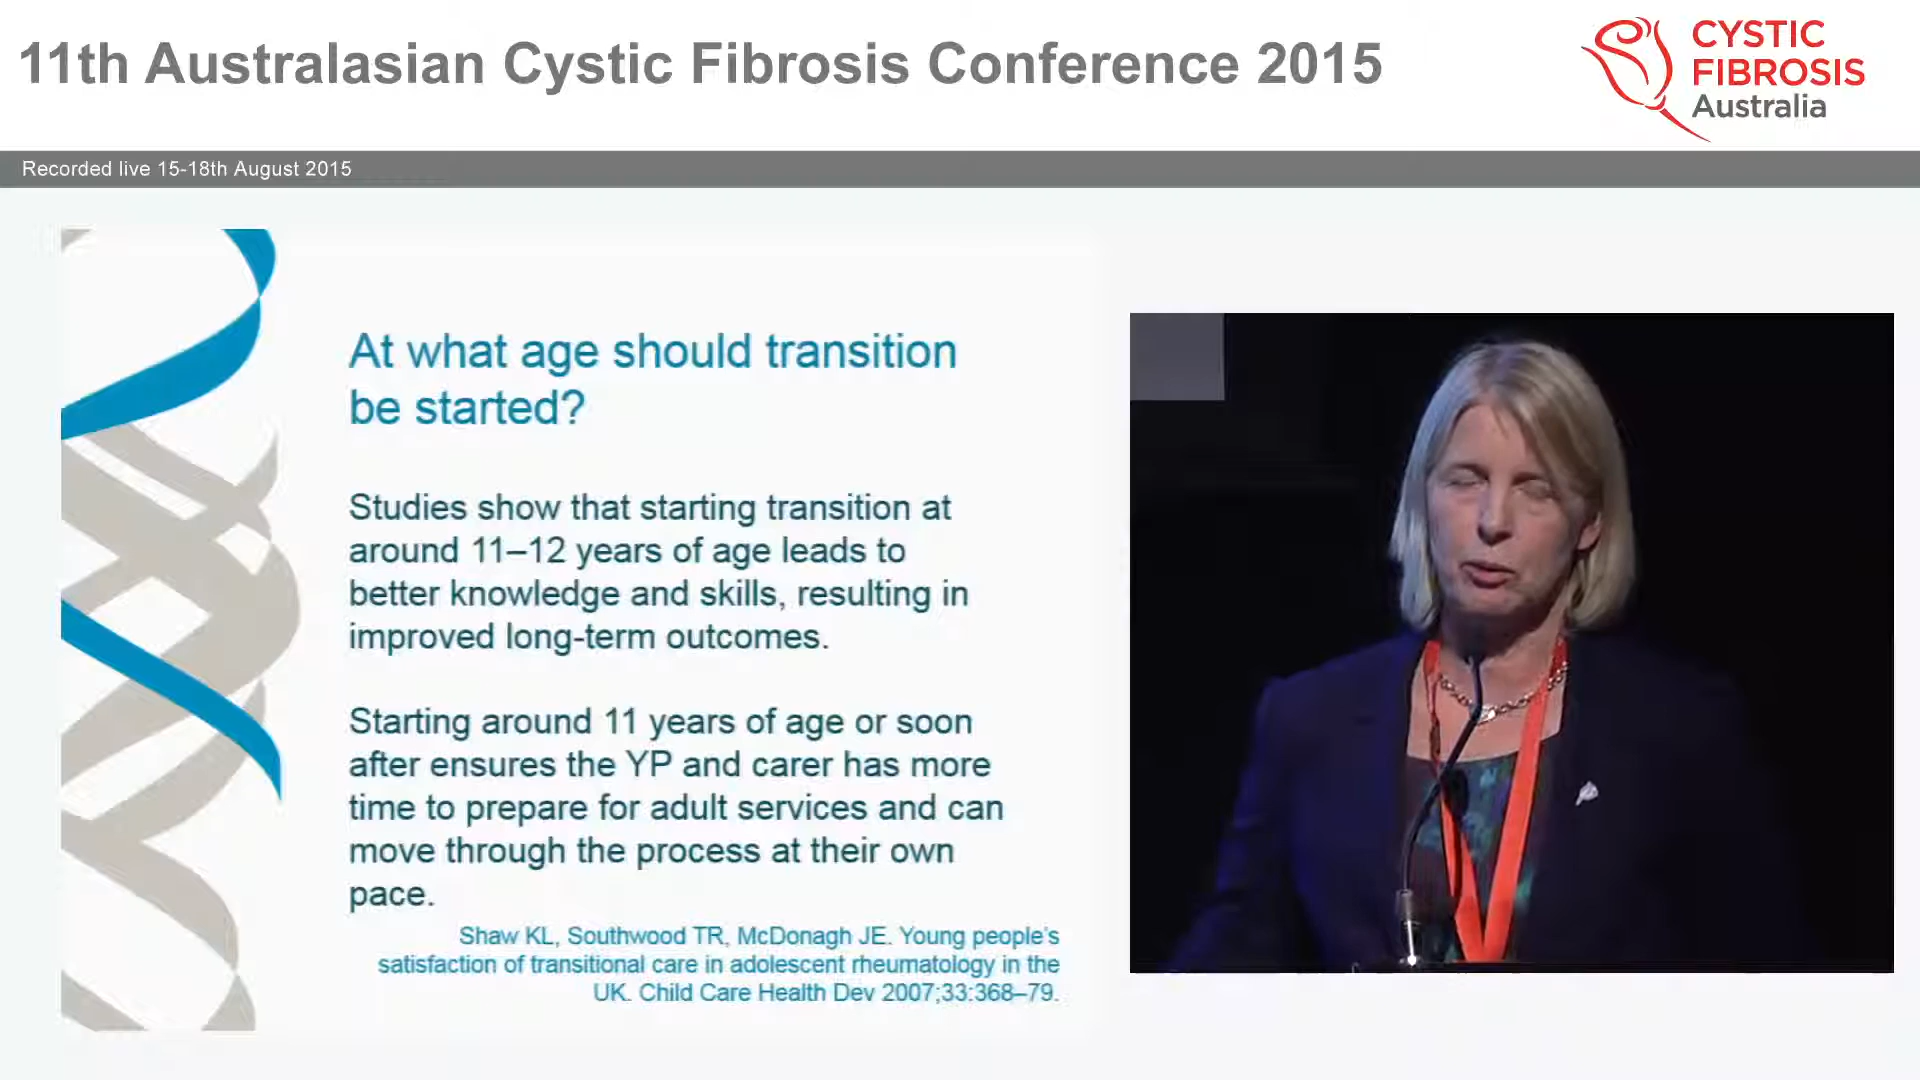 11th Australasian Cystic Fibrosis Conference 2015
CYSTIC
FIBROSIS
Australia
Recorded live 15-18th August 2015
At what age should transition
be started?
Studies show that starting transition at
around 11–12 years of age leads to
better knowledge and skills, resulting in
improved long-term outcomes.
Starting around 11 years of age or soon
after ensures the YP and carer has more
time to prepare for adult services and can
move through the process at their own
pace.
Shaw KL, Southwood TR, McDonagh JE. Young people's
satisfaction of transitional care in adolescent rheumatology in the
UK. Child Care Health Dev 2007;33:368–79.